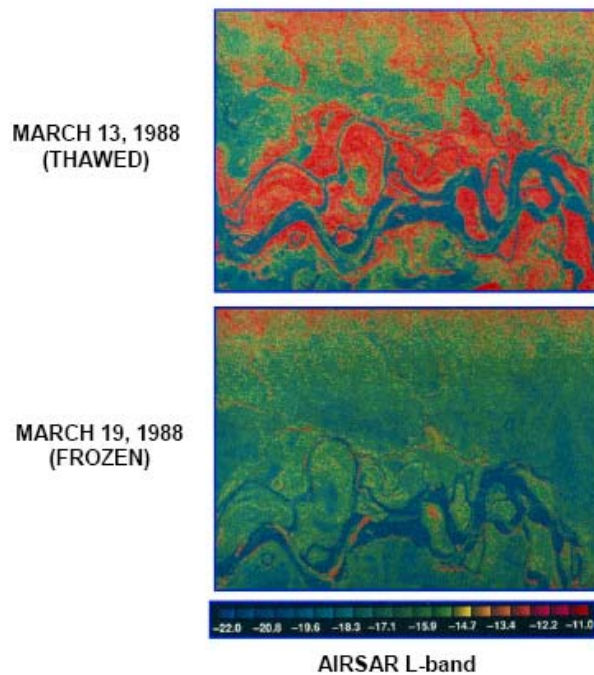 MARCH 13, 1988
(THAWED)
MARCH 19, 1988
(FROZEN)
−22.0 −20.8 −19.6 −18.3 −17.1 −15.9 −14.7 −13.4 −12.2 −11.0
AIRSAR L-band